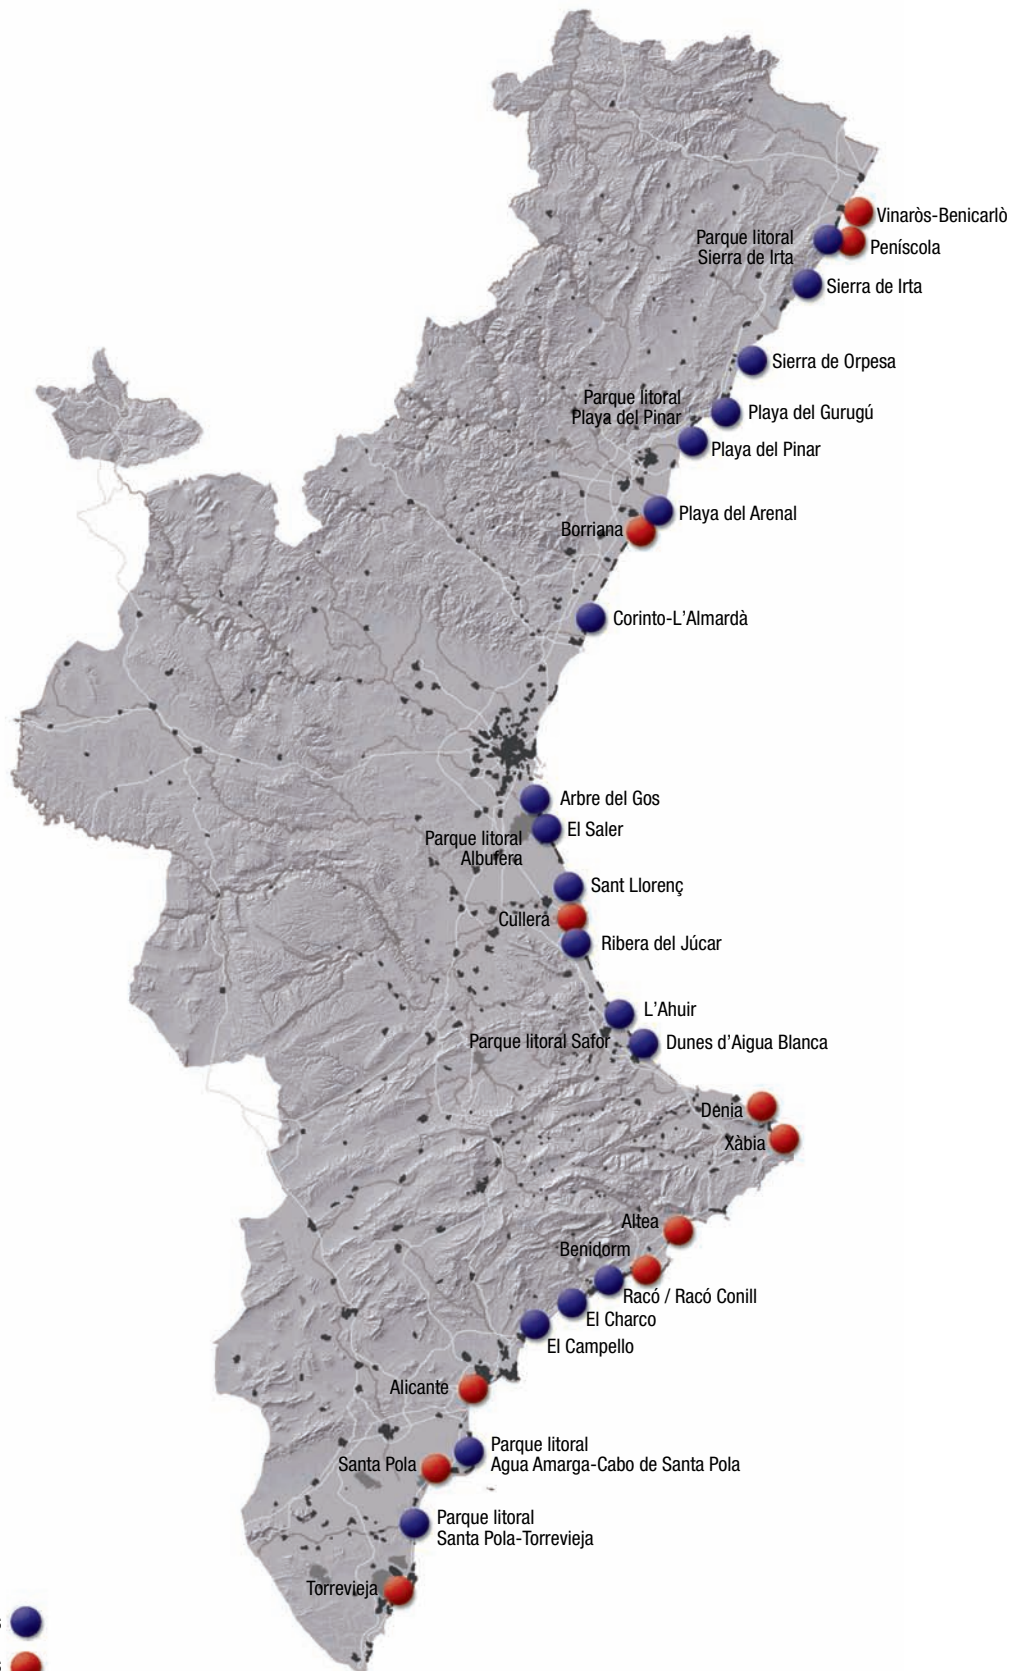 Vinaròs-Benicarlò
Parque litoral
Sierra de Irta
Peníscola
Sierra de Irta
Sierra de Orpesa
Parque litoral
Playa del Pinar
Playa del Gurugú
Playa del Pinar
Playa del Arenal
Borriana
Corinto-L'Almardà
Arbre del Gos
El Saler
Parque litoral
Albufera
Sant Llorenç
Cullera
Ribera del Júcar
L'Ahuir
Parque litoral Safor
Dunes d'Aigua Blanca
Dénia
Xàbia
Altea
Benidorm
Racó / Racó Conill
El Charco
El Campello
Alicante
Parque litoral
Agua Amarga-Cabo de Santa Pola
Santa Pola
Parque litoral
Santa Pola-Torrevieja
Torrevieja